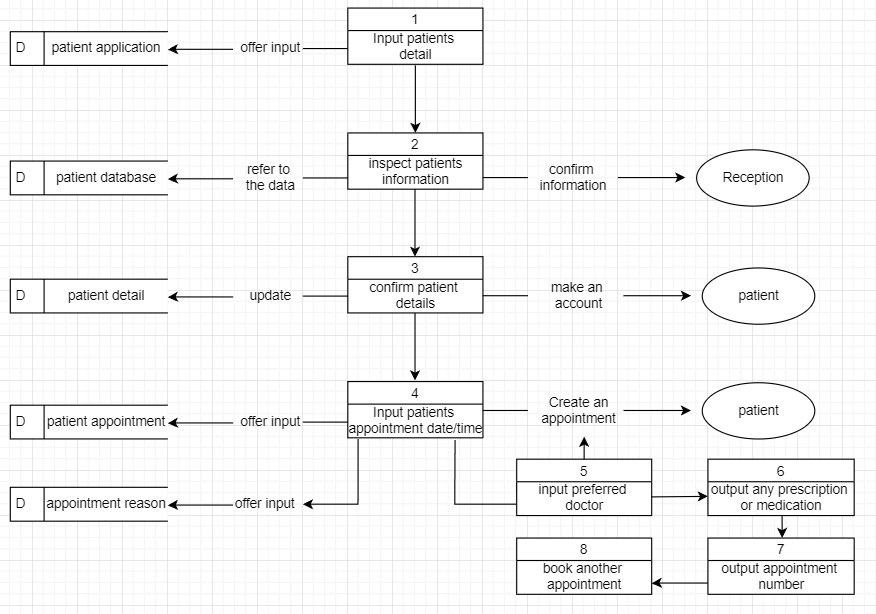 1
Input patients
detail
D
patient application
offer input
2
inspect patients
information
D
patient database
refer to
the data
confirm
information
Reception
3
confirm patient
details
D
patient detail
update
make an
account
patient
4
Input patients
appointment date/time
D
patient appointment
offer input
Create an
appointment
patient
D
appointment reason
offer input
5
input preferred
doctor
6
output any prescription
or medication
8
book another
appointment
7
output appointment
number